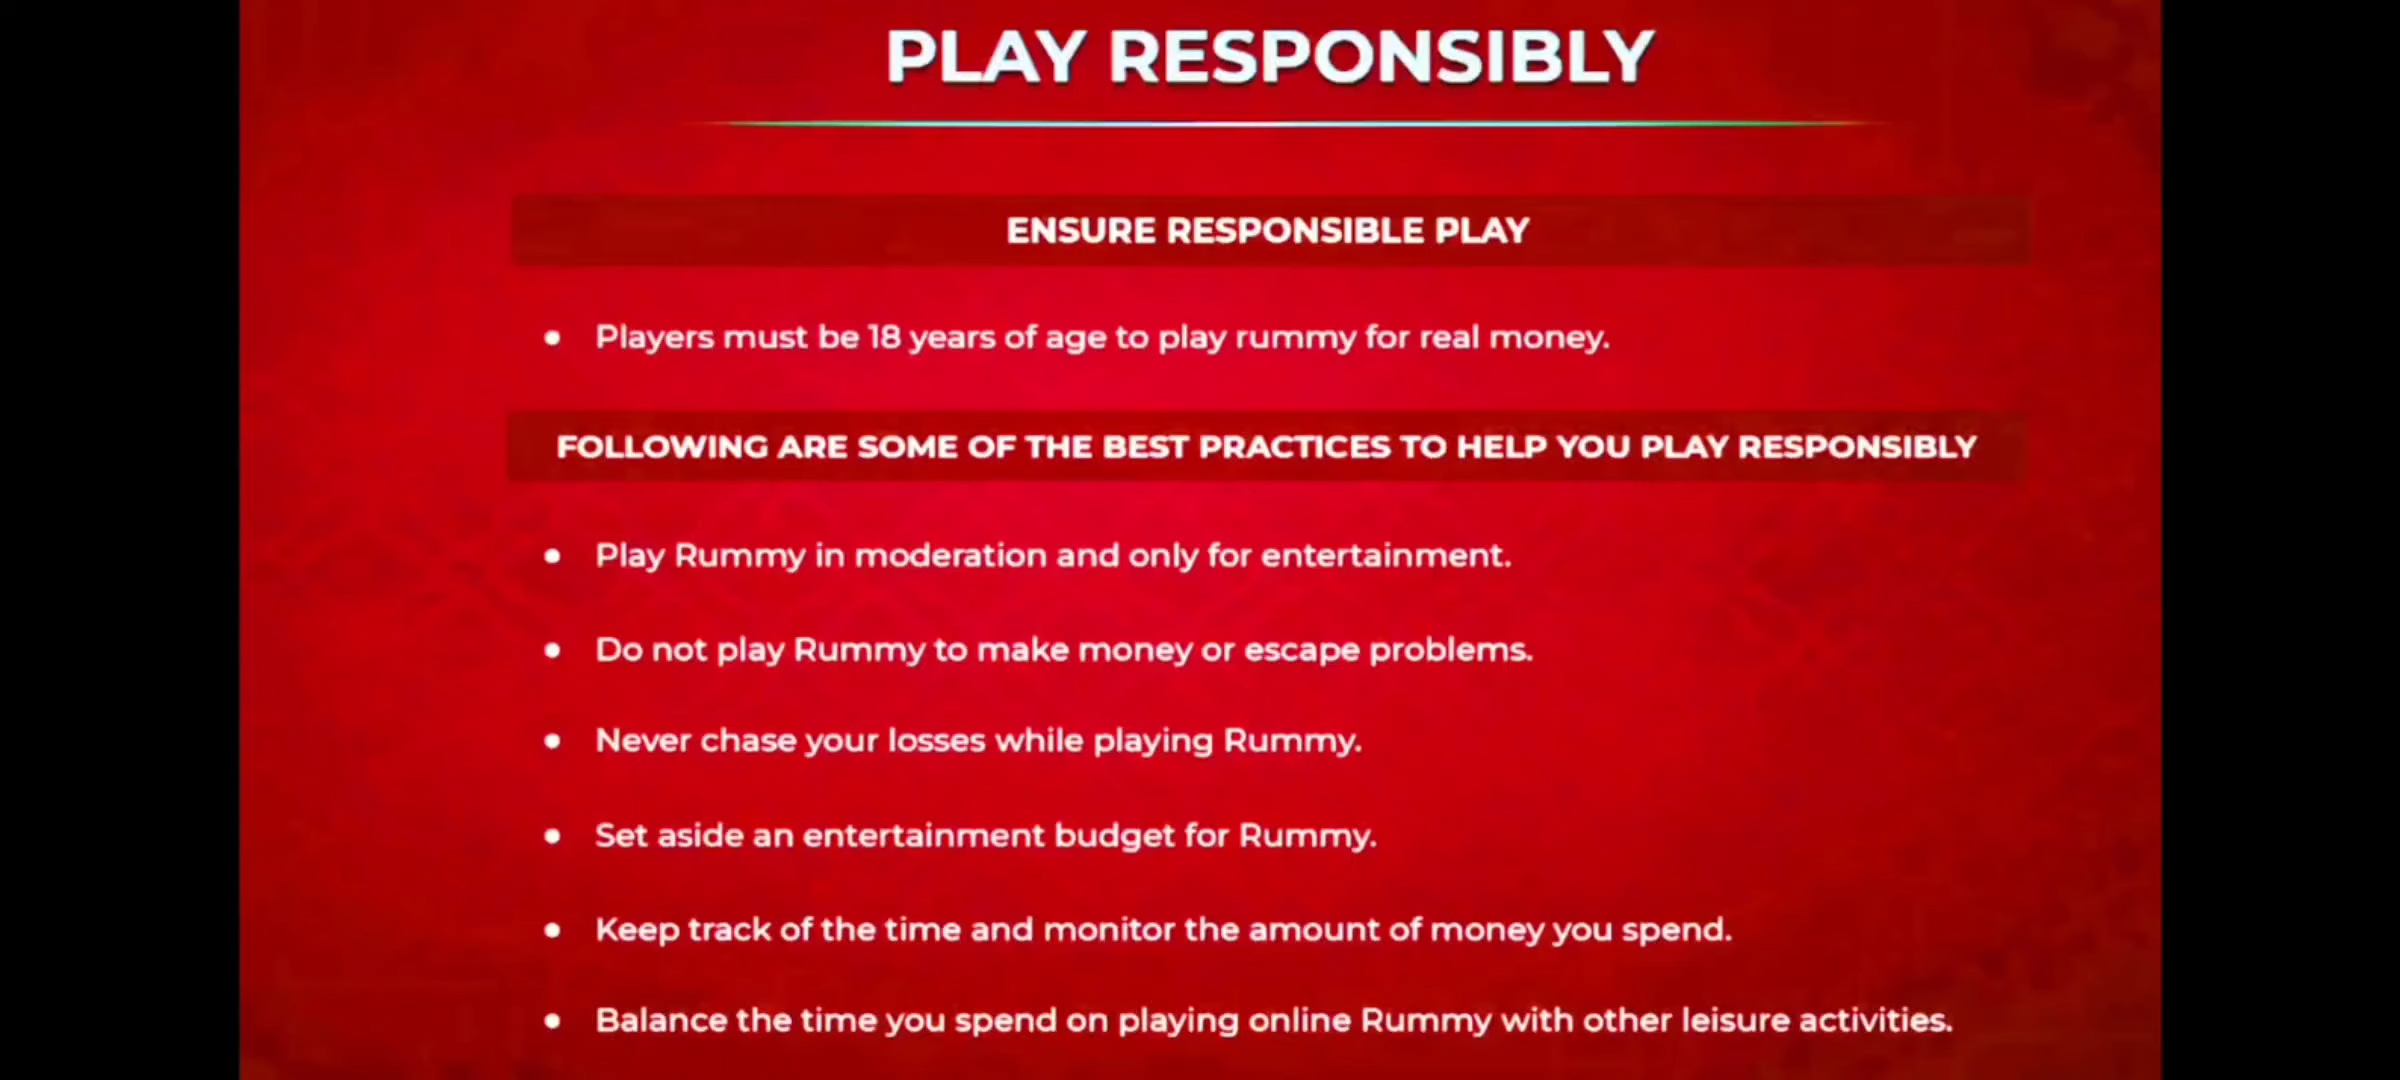 PLAY RESPONSIBLY
ENSURE RESPONSIBLE PLAY
• Players must be 18 years of age to play rummy for real money.
FOLLOWING ARE SOME OF THE BEST PRACTICES TO HELP YOU PLAY RESPONSIBLY
• Play Rummy in moderation and only for entertainment.
• Do not play Rummy to make money or escape problems.
• Never chase your losses while playing Rummy.
• Set aside an entertainment budget for Rummy.
• Keep track of the time and monitor the amount of money you spend.
• Balance the time you spend on playing online Rummy with other leisure activities.